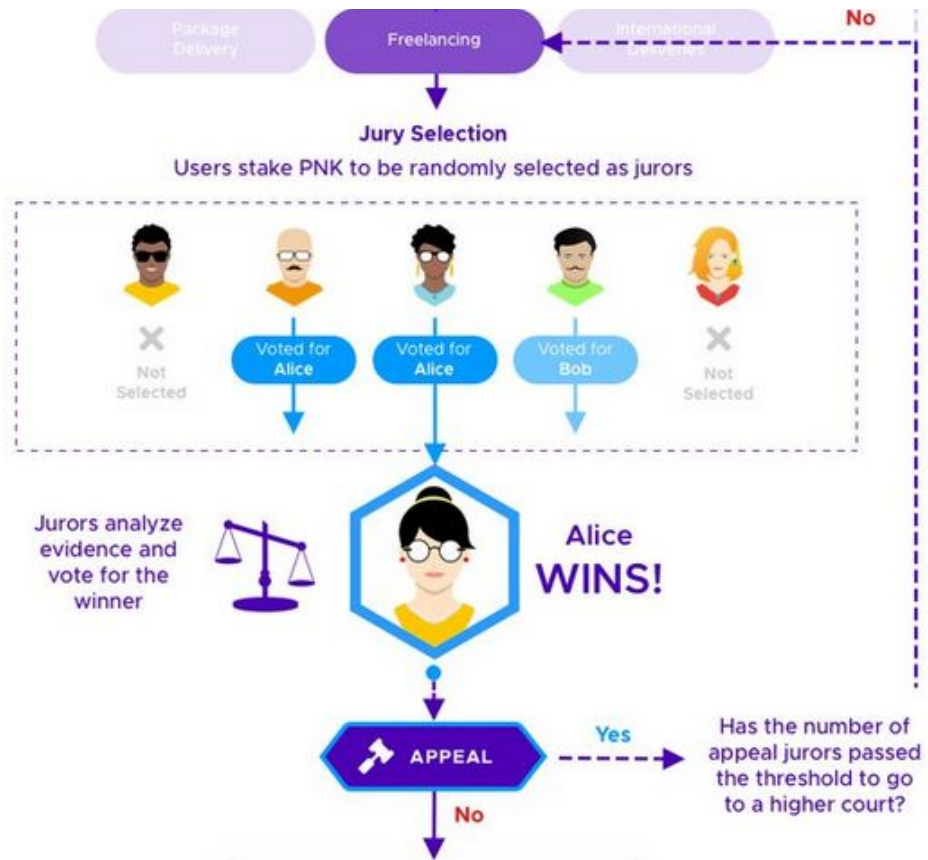 No
Package
Delivery
Freelancing
International
Deliveries
Jury Selection
Users stake PNK to be randomly selected as jurors
Voted for
Alice
Voted for
Alice
Voted for
Bob
Not
Selected
Not
Selected
Jurors analyze
evidence and
vote for the
winner
Alice
WINS!
APPEAL
Yes
Has the number of
appeal jurors passed
the threshold to go
to a higher court?
No